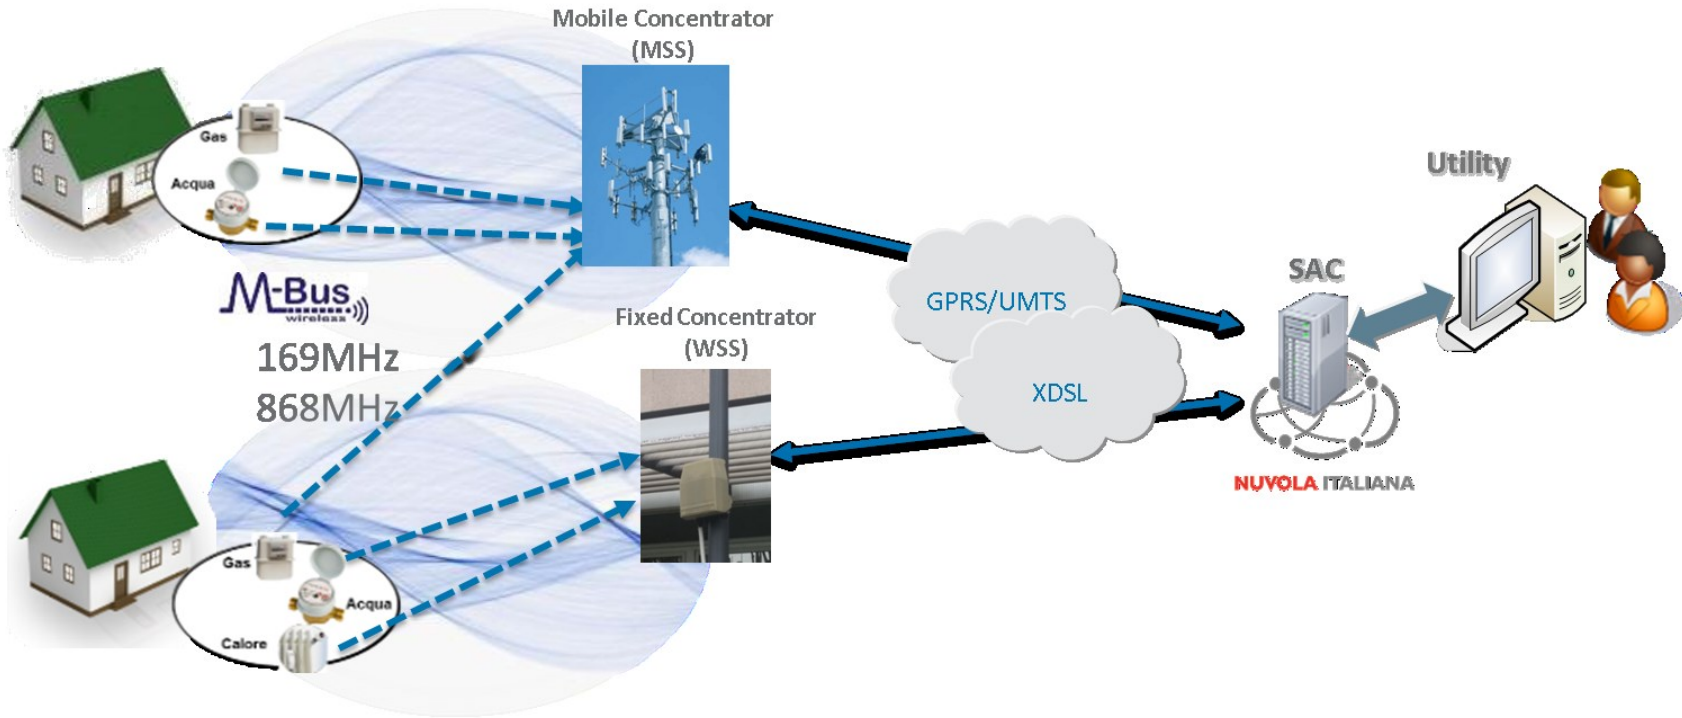 Mobile Concentrator
(MSS)
Gas
Acqua
M-Bus
wireless
169MHz
868MHz
Fixed Concentrator
(WSS)
GPRS/UMTS
XDSL
SAC
Utility
NUVOLA ITALIANA
Gas
Acqua
Calore